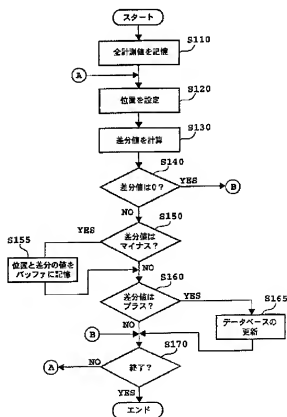 スタート
S110
全計測値を記憶
A
S120
位置を設定
S130
差分値を計算
S140
差分値は0？
YES
B
NO
S150
差分値は
マイナス？
YES
S155
位置と差分の値を
バッファに記憶
NO
S160
差分値は
プラス？
YES
S165
データベースの
更新
B
NO
S170
終了？
NO
A
YES
エンド